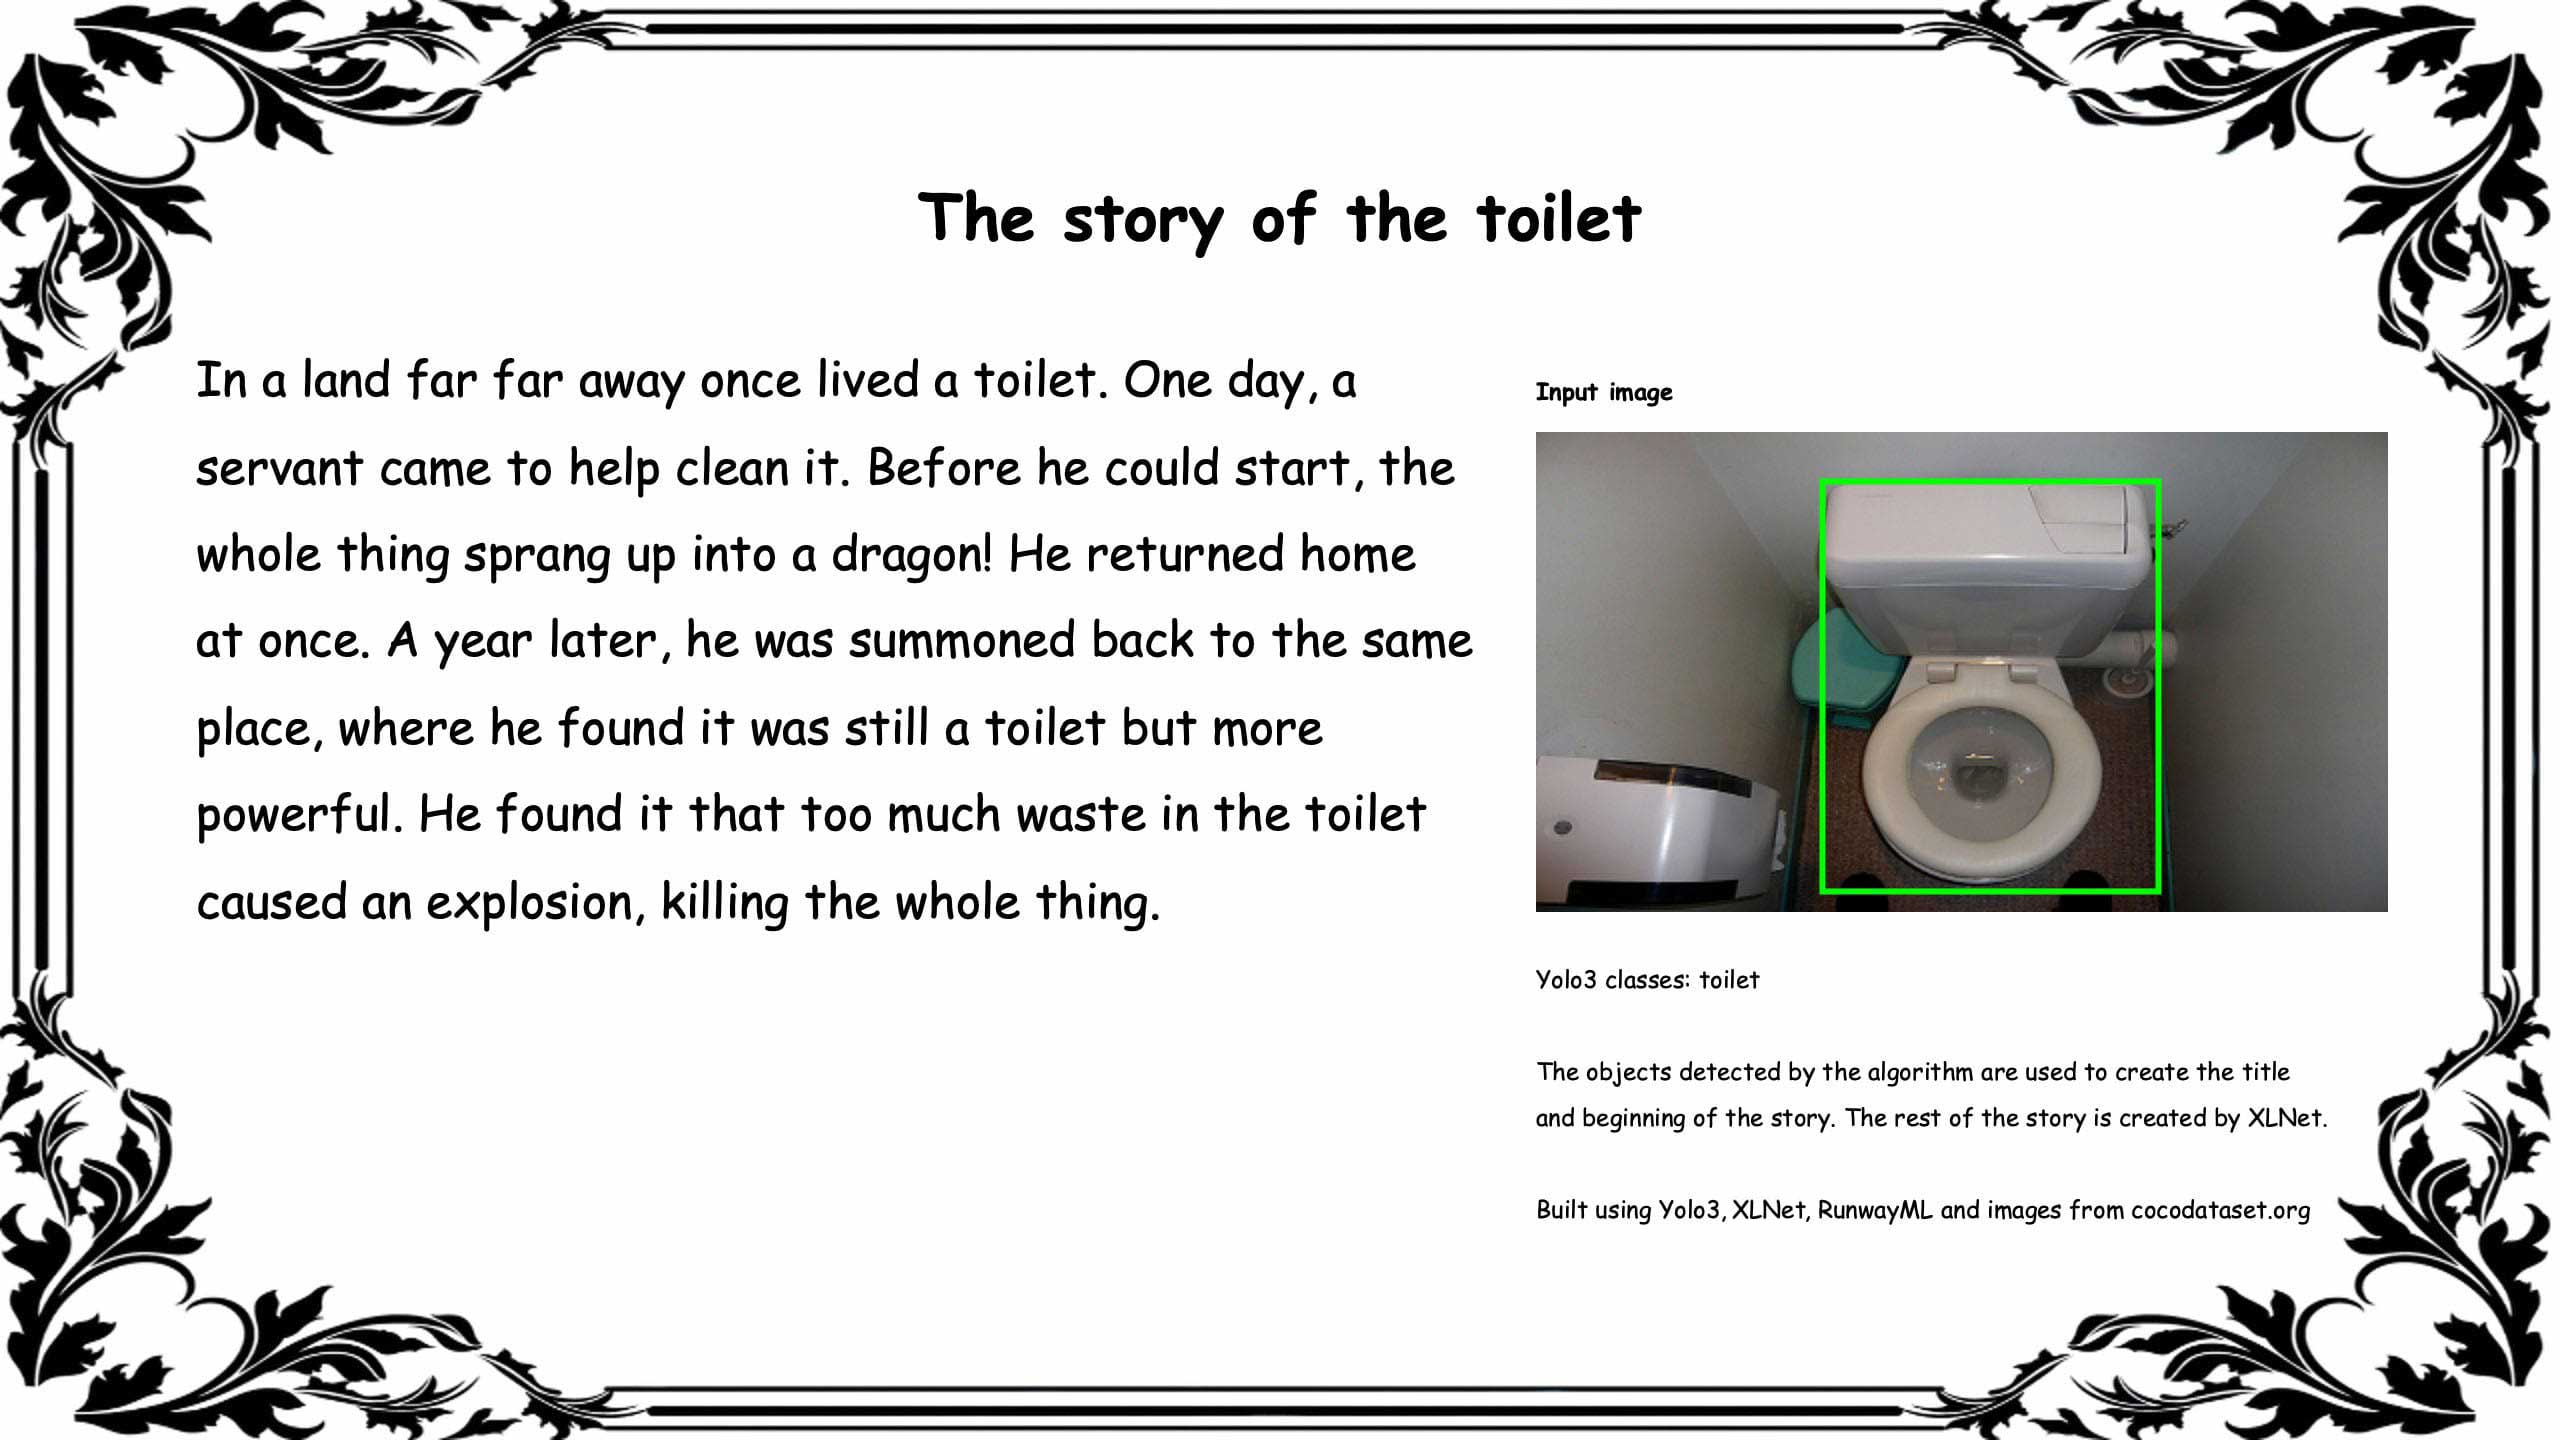 The story of the toilet
In a land far far away once lived a toilet. One day, a
servant came to help clean it. Before he could start, the
whole thing sprang up into a dragon! He returned home
at once. A year later, he was summoned back to the same
place, where he found it was still a toilet but more
powerful. He found it that too much waste in the toilet
caused an explosion, killing the whole thing.
Input image
Yolo3 classes: toilet
The objects detected by the algorithm are used to create the title
and beginning of the story. The rest of the story is created by XLNet.
Built using Yolo3, XLNet, RunwayML and images from cocodataset.org